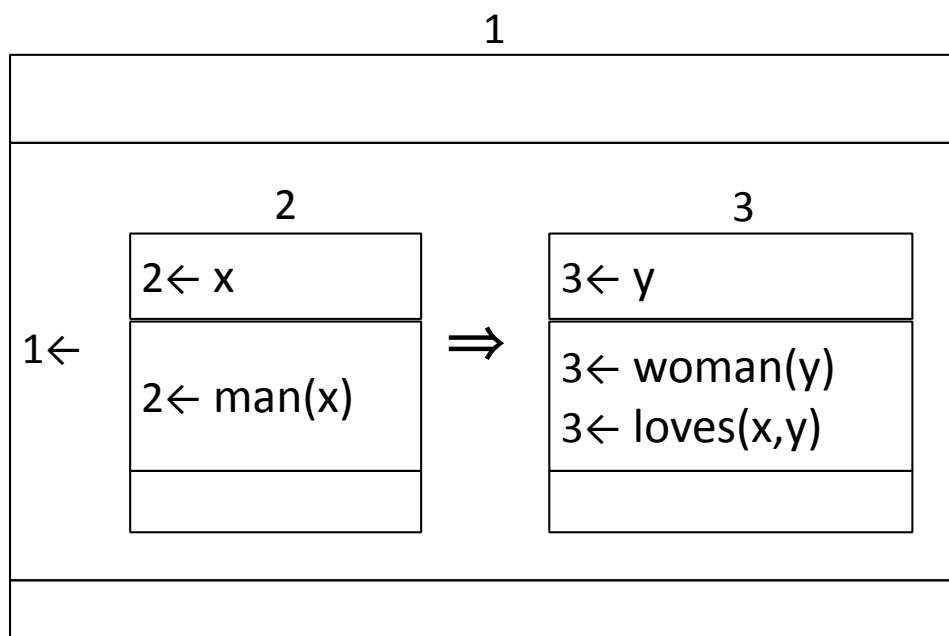 1
2
3
2← x
3← y
1←
⇒
2← man(x)
3← woman(y)
3← loves(x,y)